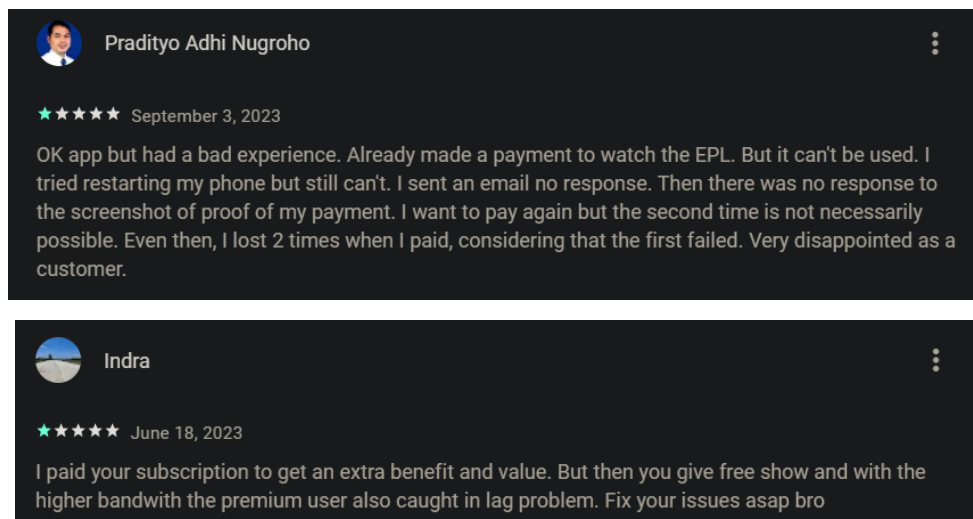 Pradityo Adhi Nugroho
September 3, 2023
OK app but had a bad experience. Already made a payment to watch the EPL. But it can't be used. I
tried restarting my phone but still can't. I sent an email no response. Then there was no response to
the screenshot of proof of my payment. I want to pay again but the second time is not necessarily
possible. Even then, I lost 2 times when I paid, considering that the first failed. Very disappointed as a
customer.
Indra
June 18, 2023
I paid your subscription to get an extra benefit and value. But then you give free show and with the
higher bandwith the premium user also caught in lag problem. Fix your issues asap bro